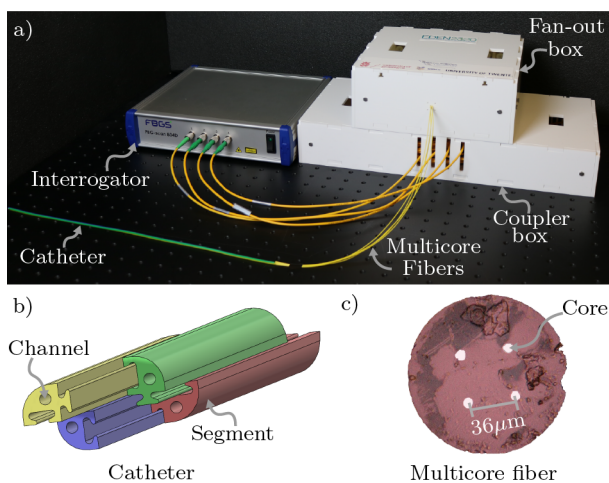 a)
Fan-out
box
FBGS
Interrogator
Catheter
Multicore
Fibers
Coupler
box
b)
Channel
Segment
Catheter
c)
Core
36μm
Multicore fiber